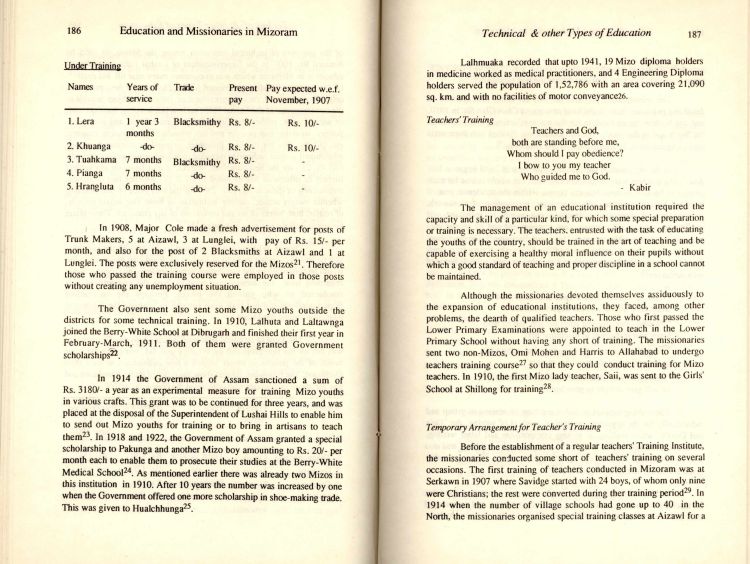 186 Education and Missionaries in Mizoram
Under Training
Names Years of service Trade Present pay Pay expected w.e.f. November, 1907
1. Lera 1 year 3 months Blacksmithy Rs. 8/- Rs. 10/-
2. Khuanga -do- -do- Rs. 8/- Rs. 10/-
3. Tuahkama 7 months Blacksmithy Rs. 8/- -
4. Pianga 7 months -do- Rs. 8/- -
5. Hrangluta 6 months -do- Rs. 8/- -
In 1908, Major Cole made a fresh advertisement for posts of
Trunk Makers, 5 at Aizawl, 3 at Lunglei, with pay of Rs. 15/- per
month, and also for the post of 2 Blacksmiths at Aizawl and 1 at
Lunglei. The posts were exclusively reserved for the Mizos21. Therefore
those who passed the training course were employed in those posts
without creating any unemployment situation.
The Government also sent some Mizo youths outside the
districts for some technical training. In 1910, Lalhuta and Laltawnga
joined the Berry-White School at Dibrugarh and finished their first year in
February-March, 1911. Both of them were granted Government
scholarships22.
In 1914 the Government of Assam sanctioned a sum of
Rs. 3180/- a year as an experimental measure for training Mizo youths
in various crafts. This grant was to be continued for three years, and was
placed at the disposal of the Superintendent of Lushai Hills to enable him
to send out Mizo youths for training or to bring in artisans to teach
them23. In 1918 and 1922, the Government of Assam granted a special
scholarship to Pakunga and another Mizo boy amounting to Rs. 20/- per
month each to enable them to prosecute their studies at the Berry-White
Medical School24. As mentioned earlier there was already two Mizos in
this institution in 1910. After 10 years the number was increased by one
when the Government offered one more scholarship in shoe-making trade.
This was given to Hualchhunga25.
Technical & other Types of Education 187
Lalhmuaka recorded that upto 1941, 19 Mizo diploma holders
in medicine worked as medical practitioners, and 4 Engineering Diploma
holders served the population of 1,52,786 with an area covering 21,090
sq. km. and with no facilities of motor conveyance26.
Teachers' Training
Teachers and God,
both are standing before me,
Whom should I pay obedience?
I bow to you my teacher
Who guided me to God.
- Kabir
The management of an educational institution required the
capacity and skill of a particular kind, for which some special preparation
or training is necessary. The teachers, entrusted with the task of educating
the youths of the country, should be trained in the art of teaching and be
capable of exercising a healthy moral influence on their pupils without
which a good standard of teaching and proper discipline in a school cannot
be maintained.
Although the missionaries devoted themselves assiduously to
the expansion of educational institutions, they faced, among other
problems, the dearth of qualified teachers. Those who first passed the
Lower Primary Examinations were appointed to teach in the Lower
Primary School without having any short of training. The missionaries
sent two non-Mizos, Omi Mohen and Harris to Allahabad to undergo
teachers training course27 so that they could conduct training for Mizo
teachers. In 1910, the first Mizo lady teacher, Saii, was sent to the Girls'
School at Shillong for training28.
Temporary Arrangement for Teacher's Training
Before the establishment of a regular teachers' Training Institute,
the missionaries conducted some short of teachers' training on several
occasions. The first training of teachers conducted in Mizoram was at
Serkawn in 1907 where Savidge started with 24 boys, of whom only nine
were Christians; the rest were converted during ther training period29. In
1914 when the number of village schools had gone up to 40 in the
North, the missionaries organised special training classes at Aizawl for a